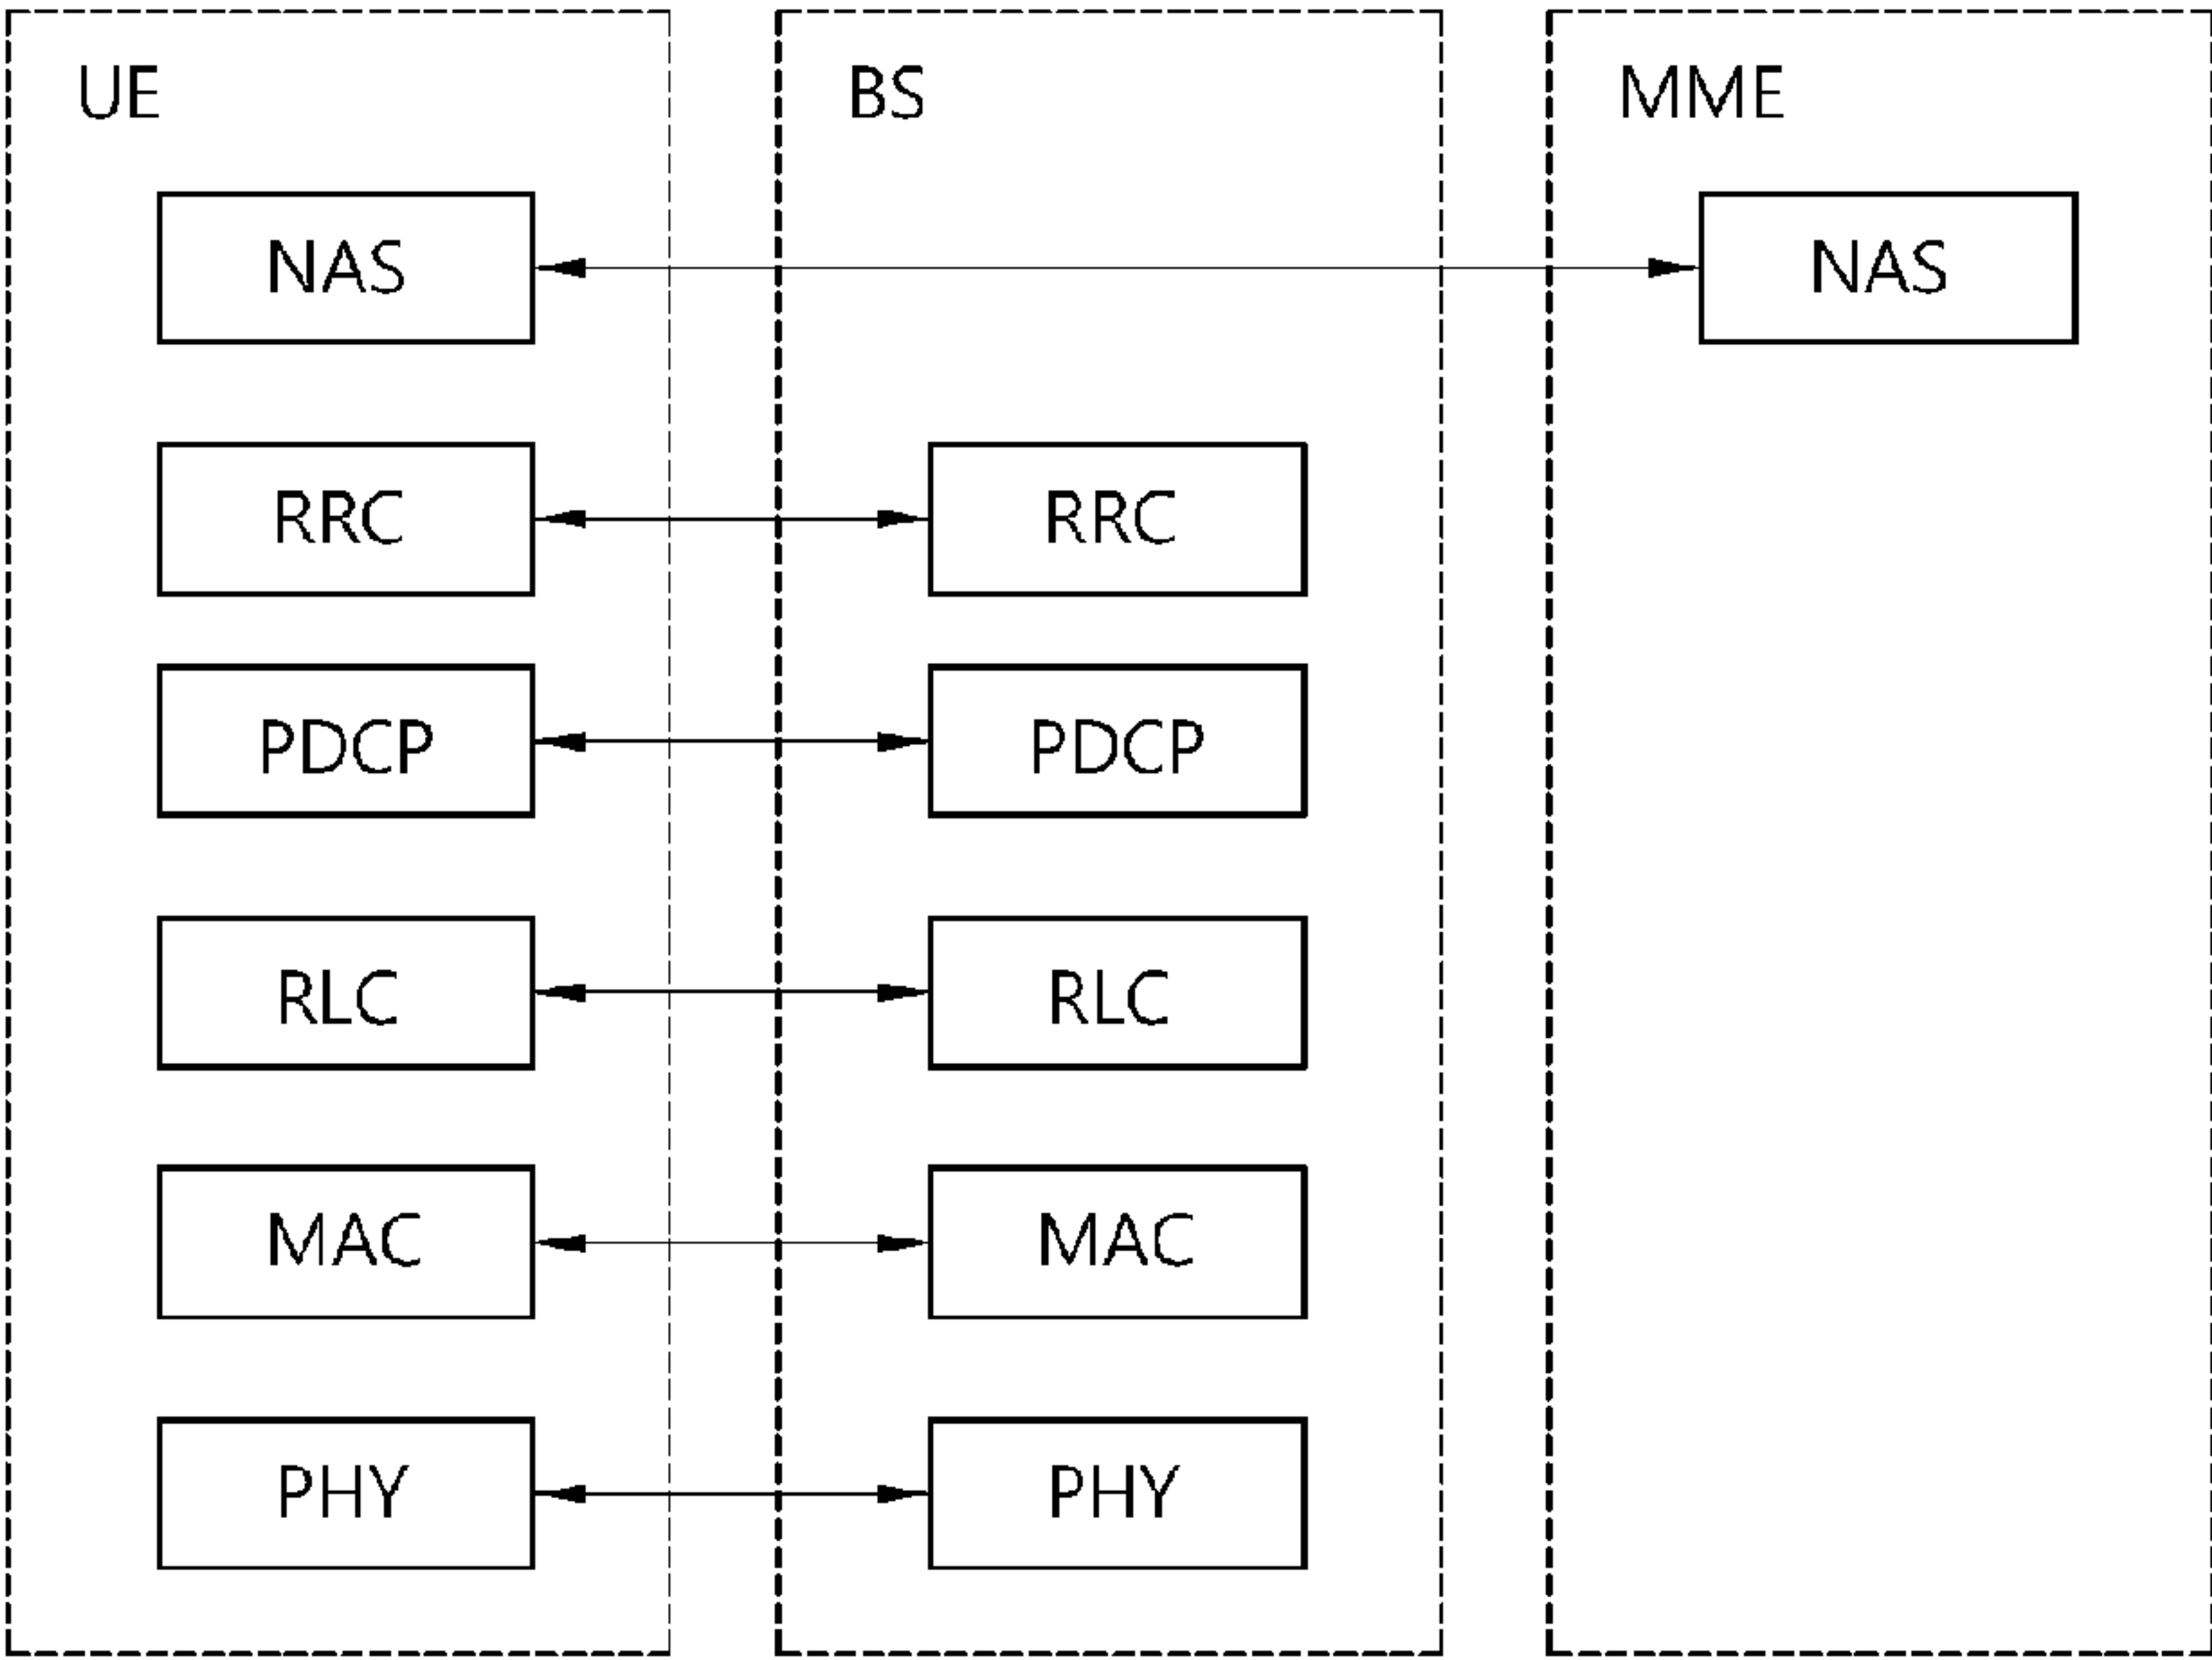 UE
BS
MME
NAS
NAS
RRC
RRC
PDCP
PDCP
RLC
RLC
MAC
MAC
PHY
PHY